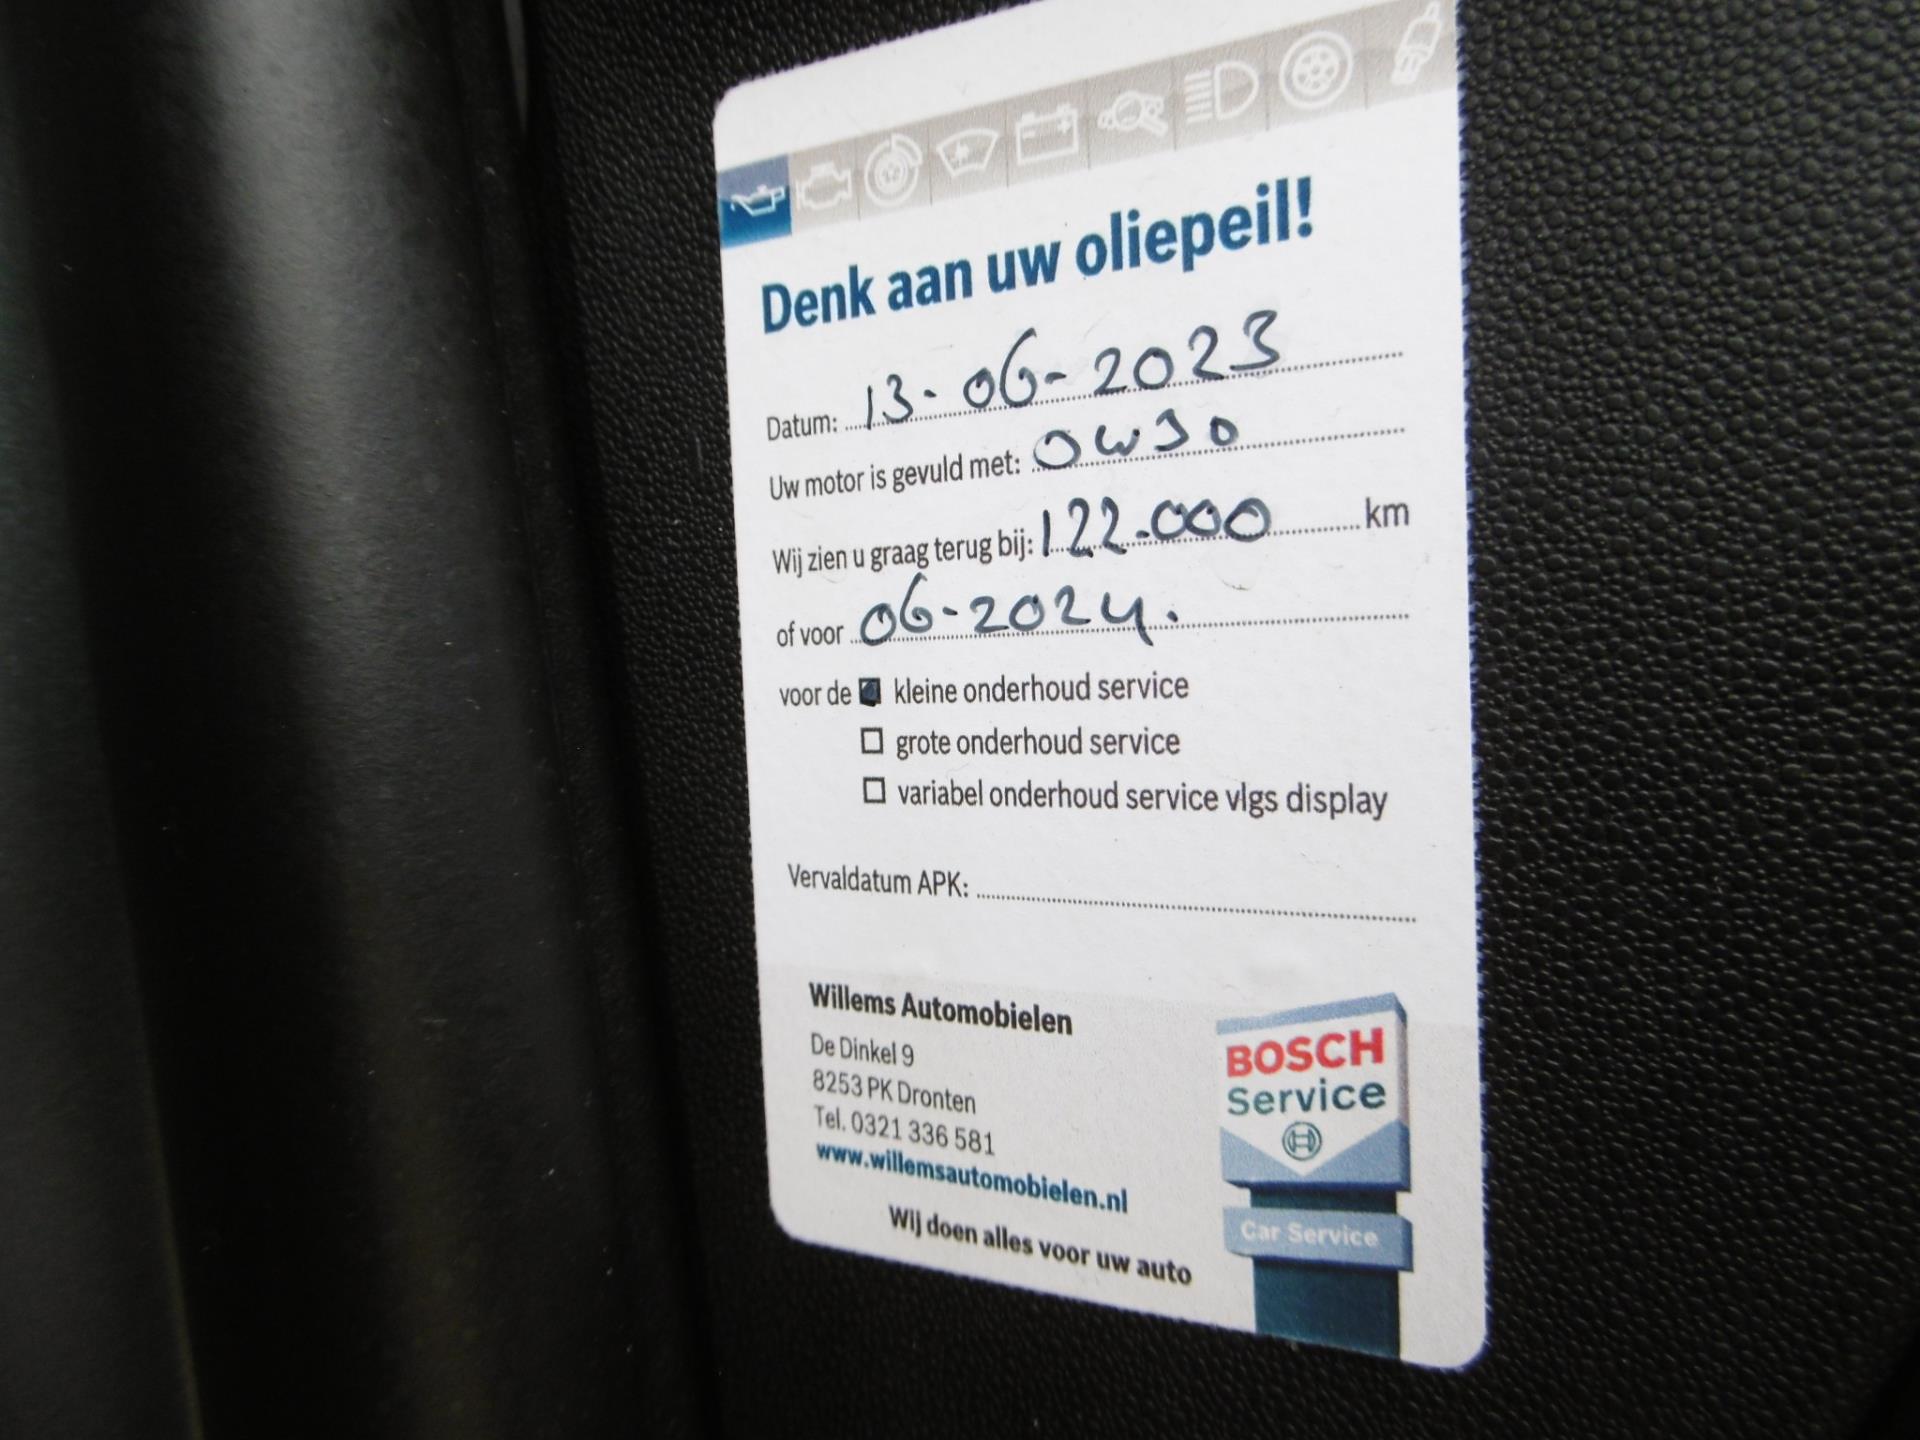 Denk aan uw oliepeil!
Datum: 13-06-2023
Uw motor is gevuld met: 0W30
Wij zien u graag terug bij: 122.000 km
of voor 06-2024.
voor de kleine onderhoud service
grote onderhoud service
variabel onderhoud service vlgs display
Vervaldatum APK:
Willems Automobielen
De Dinkel 9
8253 PK Dronten
Tel. 0321 336 581
www.willemsautomobielen.nl
Wij doen alles voor uw auto
BOSCH
Service
Car Service